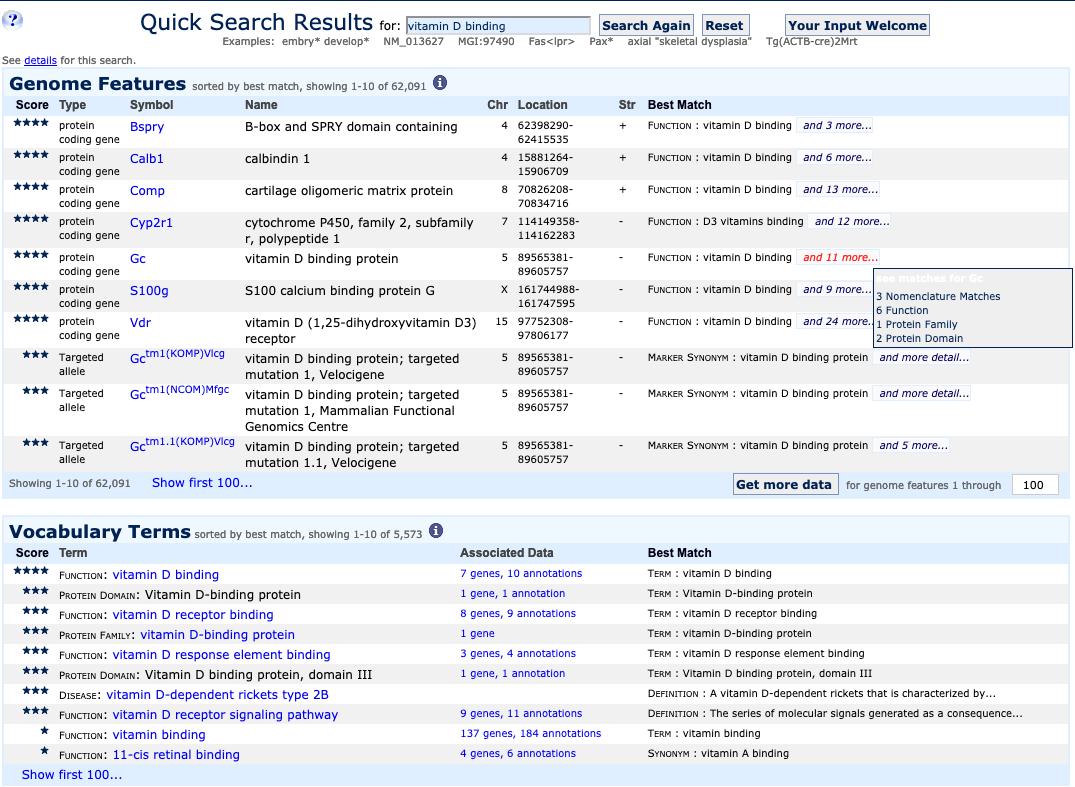 Quick Search Results for: vitamin D binding Search Again Reset Your Input Welcome
Examples: embry* develop* NM_013627 MGI:97490 Fas<lpr> Pax* axial "skeletal dysplasia" Tg(ACTB-cre)2Mrt
See details for this search.
Genome Features sorted by best match, showing 1-10 of 62,091
Score Type Symbol Name Chr Location Str Best Match
protein coding gene Bspry B-box and SPRY domain containing 4 62398290-62415535 + FUNCTION : vitamin D binding and 3 more...
protein coding gene Calb1 calbindin 1 4 15881264-15906709 + FUNCTION : vitamin D binding and 6 more...
protein coding gene Comp cartilage oligomeric matrix protein 8 70826208-70834716 + FUNCTION : vitamin D binding and 13 more...
protein coding gene Cyp2r1 cytochrome P450, family 2, subfamily r, polypeptide 1 7 114149358-114162283 - FUNCTION : D3 vitamins binding and 12 more...
protein coding gene Gc vitamin D binding protein 5 89565381-89605757 - FUNCTION : vitamin D binding and 11 more...
see matches for Gc
3 Nomenclature Matches
6 Function
1 Protein Family
2 Protein Domain
protein coding gene S100g S100 calcium binding protein G X 161744988-161747595 - FUNCTION : vitamin D binding and 9 more...
protein coding gene Vdr vitamin D (1,25-dihydroxyvitamin D3) receptor 15 97752308-97806177 - FUNCTION : vitamin D binding and 24 more...
Targeted allele Gctm1(KOMP)Vlcg vitamin D binding protein; targeted mutation 1, Velocigene 5 89565381-89605757 - MARKER SYNONYM : vitamin D binding protein and more detail...
Targeted allele Gctm1(NCOM)Mfgc vitamin D binding protein; targeted mutation 1, Mammalian Functional Genomics Centre 5 89565381-89605757 - MARKER SYNONYM : vitamin D binding protein and more detail...
Targeted allele Gctm1.1(KOMP)Vlcg vitamin D binding protein; targeted mutation 1.1, Velocigene 5 89565381-89605757 - MARKER SYNONYM : vitamin D binding protein and 5 more...
Showing 1-10 of 62,091 Show first 100... Get more data for genome features 1 through 100
Vocabulary Terms sorted by best match, showing 1-10 of 5,573
Score Term Associated Data Best Match
FUNCTION: vitamin D binding 7 genes, 10 annotations TERM : vitamin D binding
PROTEIN DOMAIN: Vitamin D-binding protein 1 gene, 1 annotation TERM : Vitamin D-binding protein
FUNCTION: vitamin D receptor binding 8 genes, 9 annotations TERM : vitamin D receptor binding
PROTEIN FAMILY: vitamin D-binding protein 1 gene TERM : vitamin D-binding protein
FUNCTION: vitamin D response element binding 3 genes, 4 annotations TERM : vitamin D response element binding
PROTEIN DOMAIN: Vitamin D binding protein, domain III 1 gene, 1 annotation TERM : Vitamin D binding protein, domain III
DISEASE: vitamin D-dependent rickets type 2B DEFINITION : A vitamin D-dependent rickets that is characterized by...
FUNCTION: vitamin D receptor signaling pathway 9 genes, 11 annotations DEFINITION : The series of molecular signals generated as a consequence...
FUNCTION: vitamin binding 137 genes, 184 annotations TERM : vitamin binding
FUNCTION: 11-cis retinal binding 4 genes, 6 annotations SYNONYM : vitamin A binding
Show first 100...